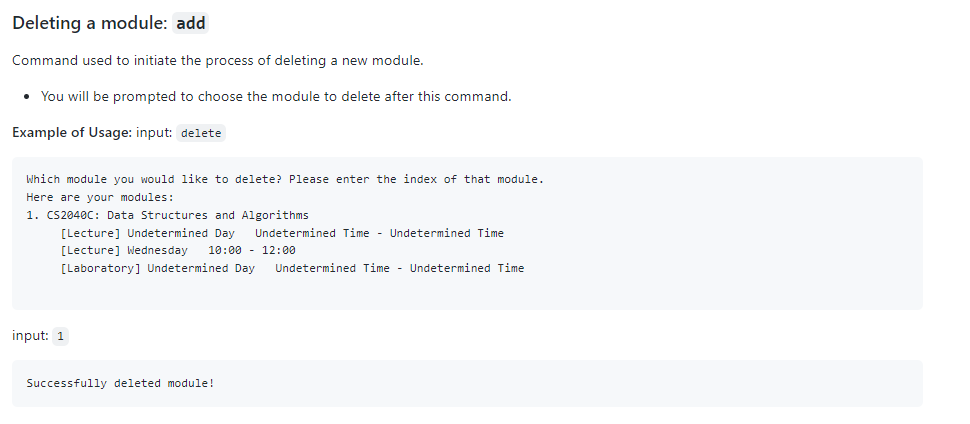 Deleting a module: add
Command used to initiate the process of deleting a new module.
• You will be prompted to choose the module to delete after this command.
Example of Usage: input: delete
Which module you would like to delete? Please enter the index of that module.
Here are your modules:
1. CS2040C: Data Structures and Algorithms
[Lecture] Undetermined Day   Undetermined Time - Undetermined Time
[Lecture] Wednesday   10:00 - 12:00
[Laboratory] Undetermined Day   Undetermined Time - Undetermined Time
input: 1
Successfully deleted module!